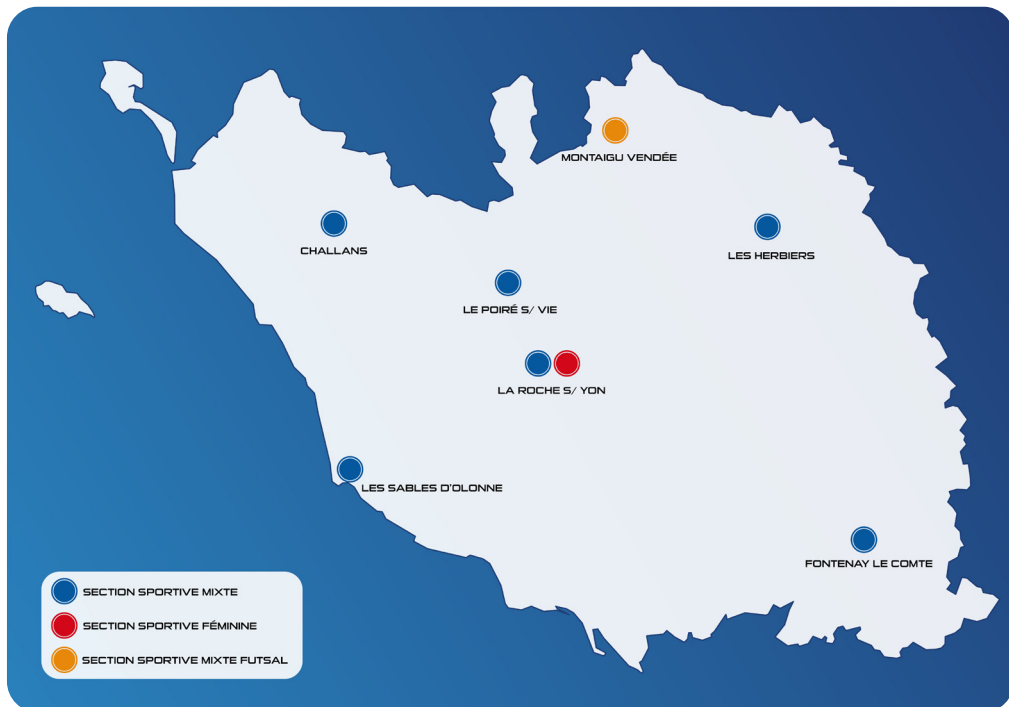 MONTAIGU VENDÉE
CHALLANS
LES HERBIERS
LE POIRÉ S/ VIE
LA ROCHE S/ YON
LES SABLES D'OLONNE
FONTENAY LE COMTE
SECTION SPORTIVE MIXTE
SECTION SPORTIVE FÉMININE
SECTION SPORTIVE MIXTE FUTSAL